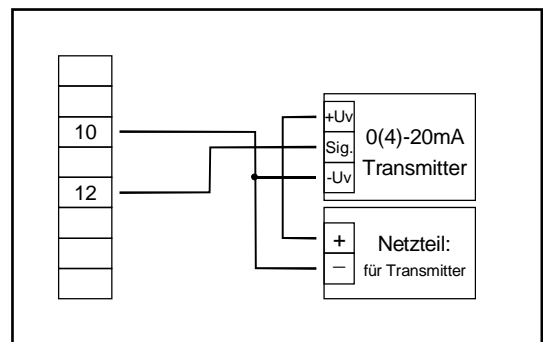 10
12
+Uv
Sig.
-Uv
0(4)-20mA
Transmitter
+
–
Netzteil:
für Transmitter